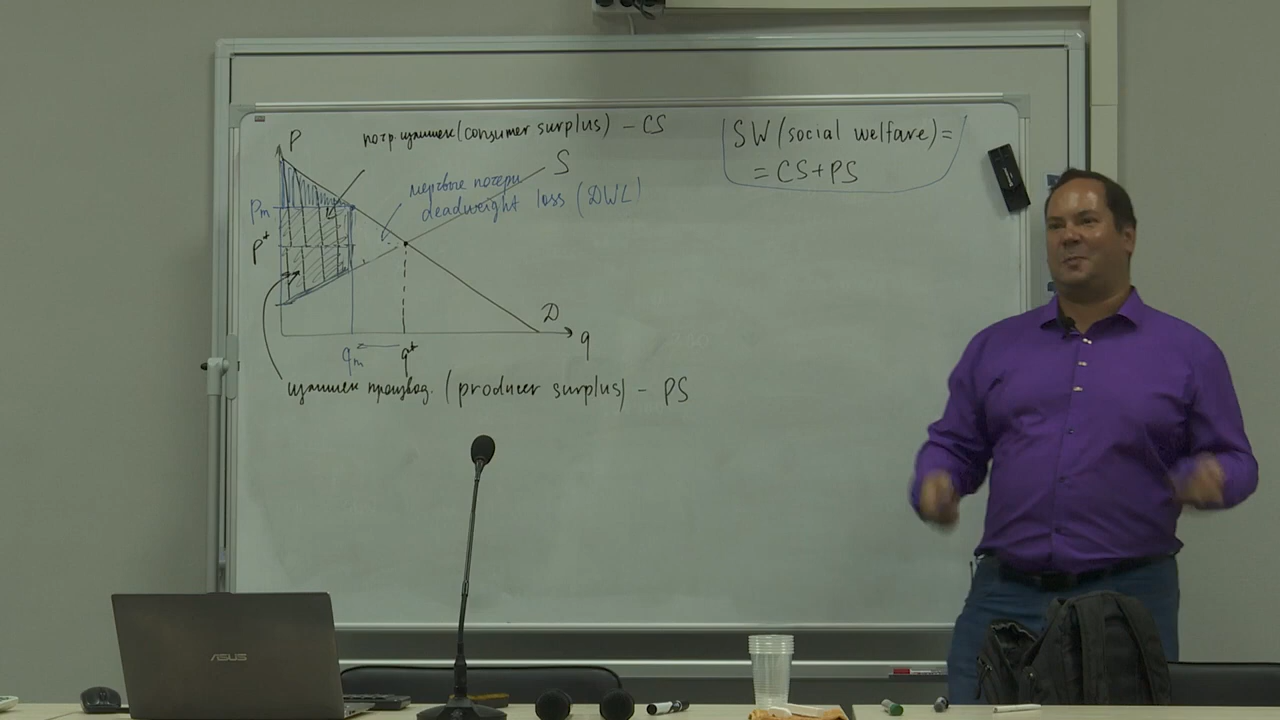 P
потр. излишек (consumer surplus) – CS
SW (social welfare) =
= CS+PS
S
мертвые потери
deadweight loss (DWL)
Pm
P*
D
q
qm
q*
излишек производ. (producer surplus) – PS
ASUS